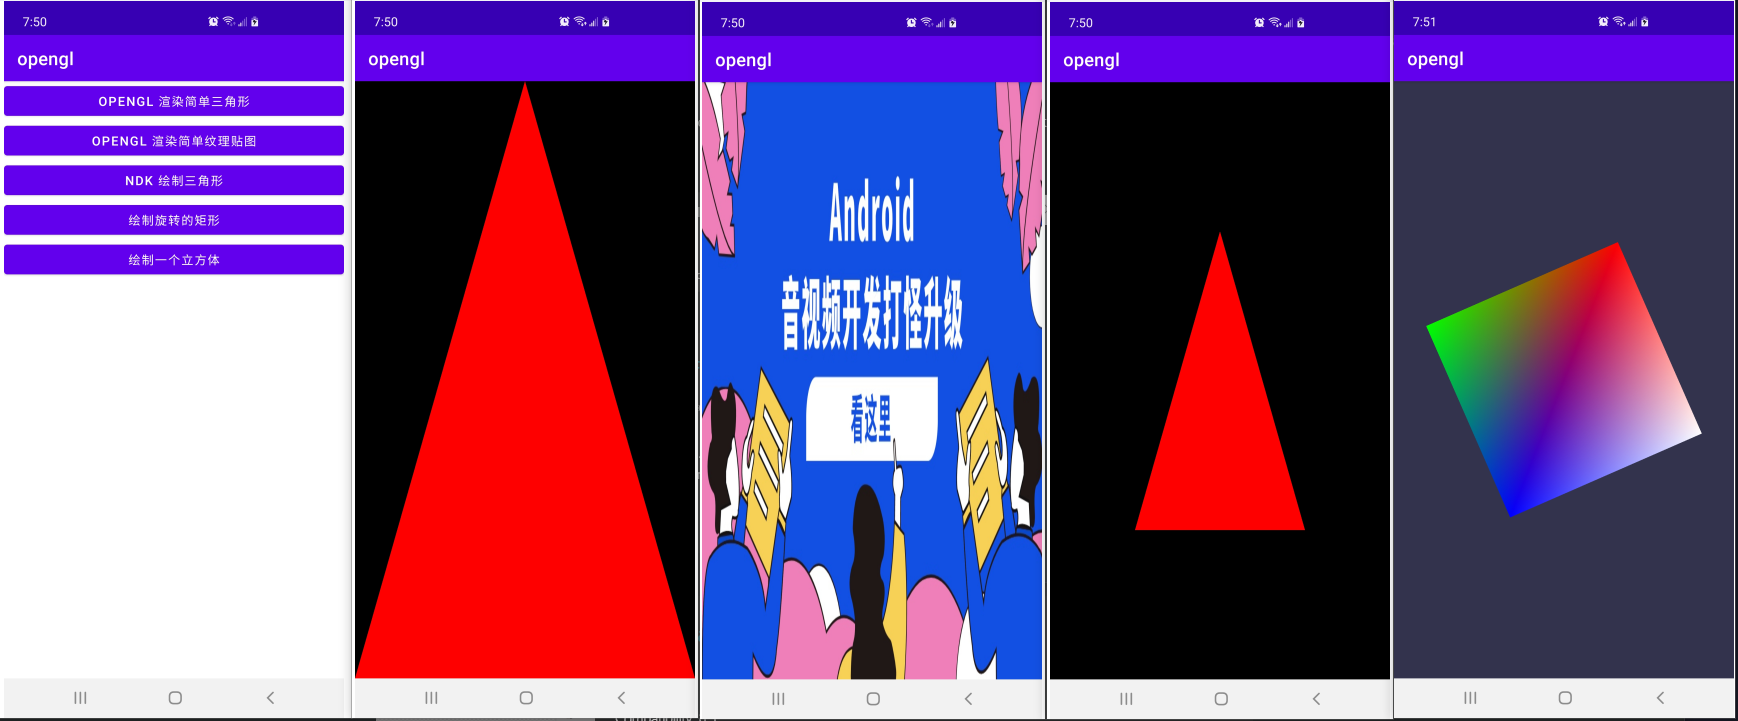 7:50
opengl
OPENGL 渲染简单三角形
OPENGL 渲染简单纹理贴图
NDK 绘制三角形
绘制旋转的矩形
绘制一个立方体
7:50
opengl
7:50
opengl
Android
音视频开发打怪升级
看这里
7:50
opengl
7:51
opengl